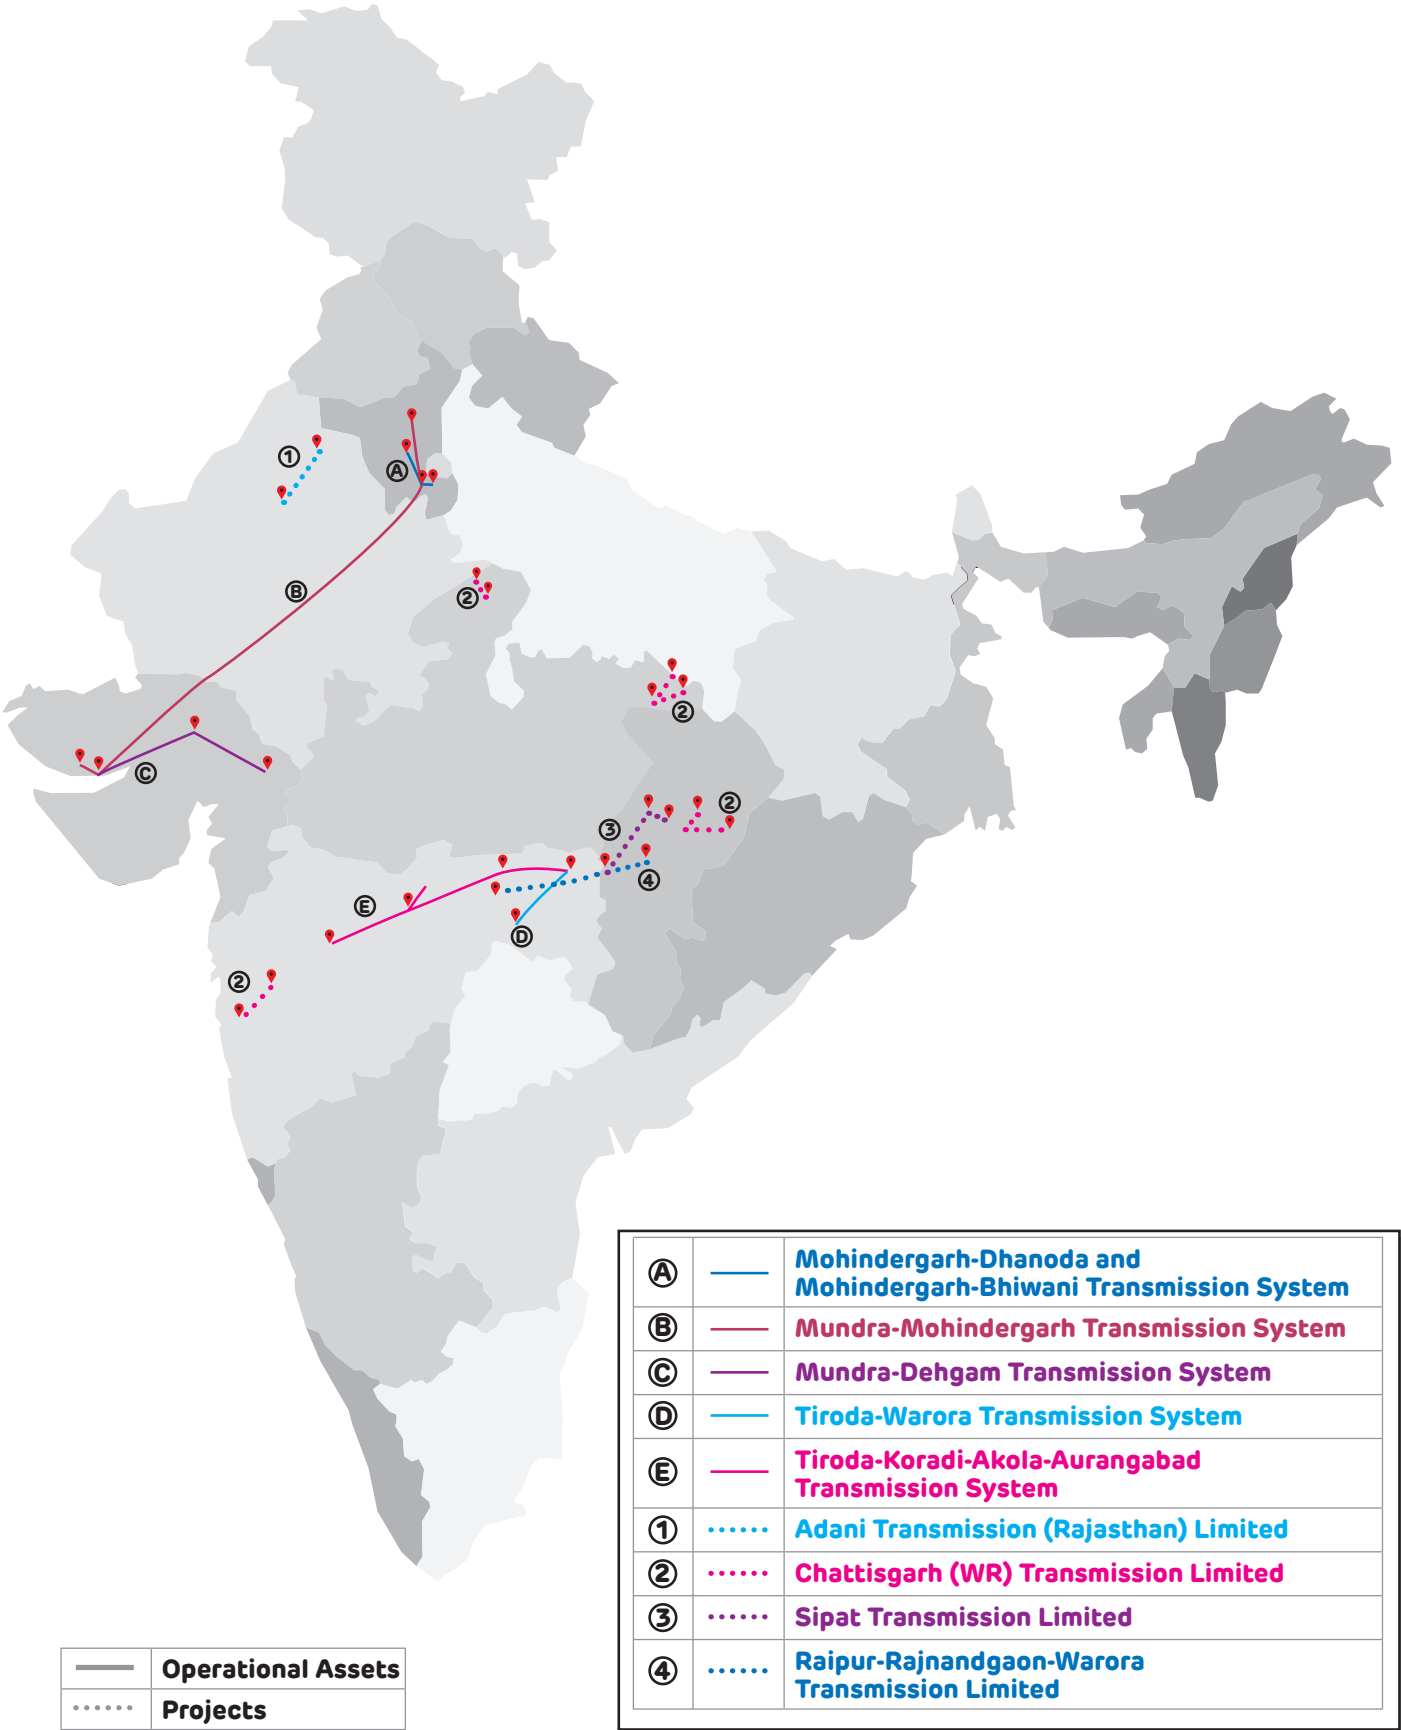 1
A
B
2
2
C
2
3
4
E
D
2
A Mohindergarh-Dhanoda and
Mohindergarh-Bhiwani Transmission System
B Mundra-Mohindergarh Transmission System
C Mundra-Dehgam Transmission System
D Tiroda-Warora Transmission System
E Tiroda-Koradi-Akola-Aurangabad
Transmission System
1 Adani Transmission (Rajasthan) Limited
2 Chattisgarh (WR) Transmission Limited
3 Sipat Transmission Limited
4 Raipur-Rajnandgaon-Warora
Transmission Limited
Operational Assets
Projects